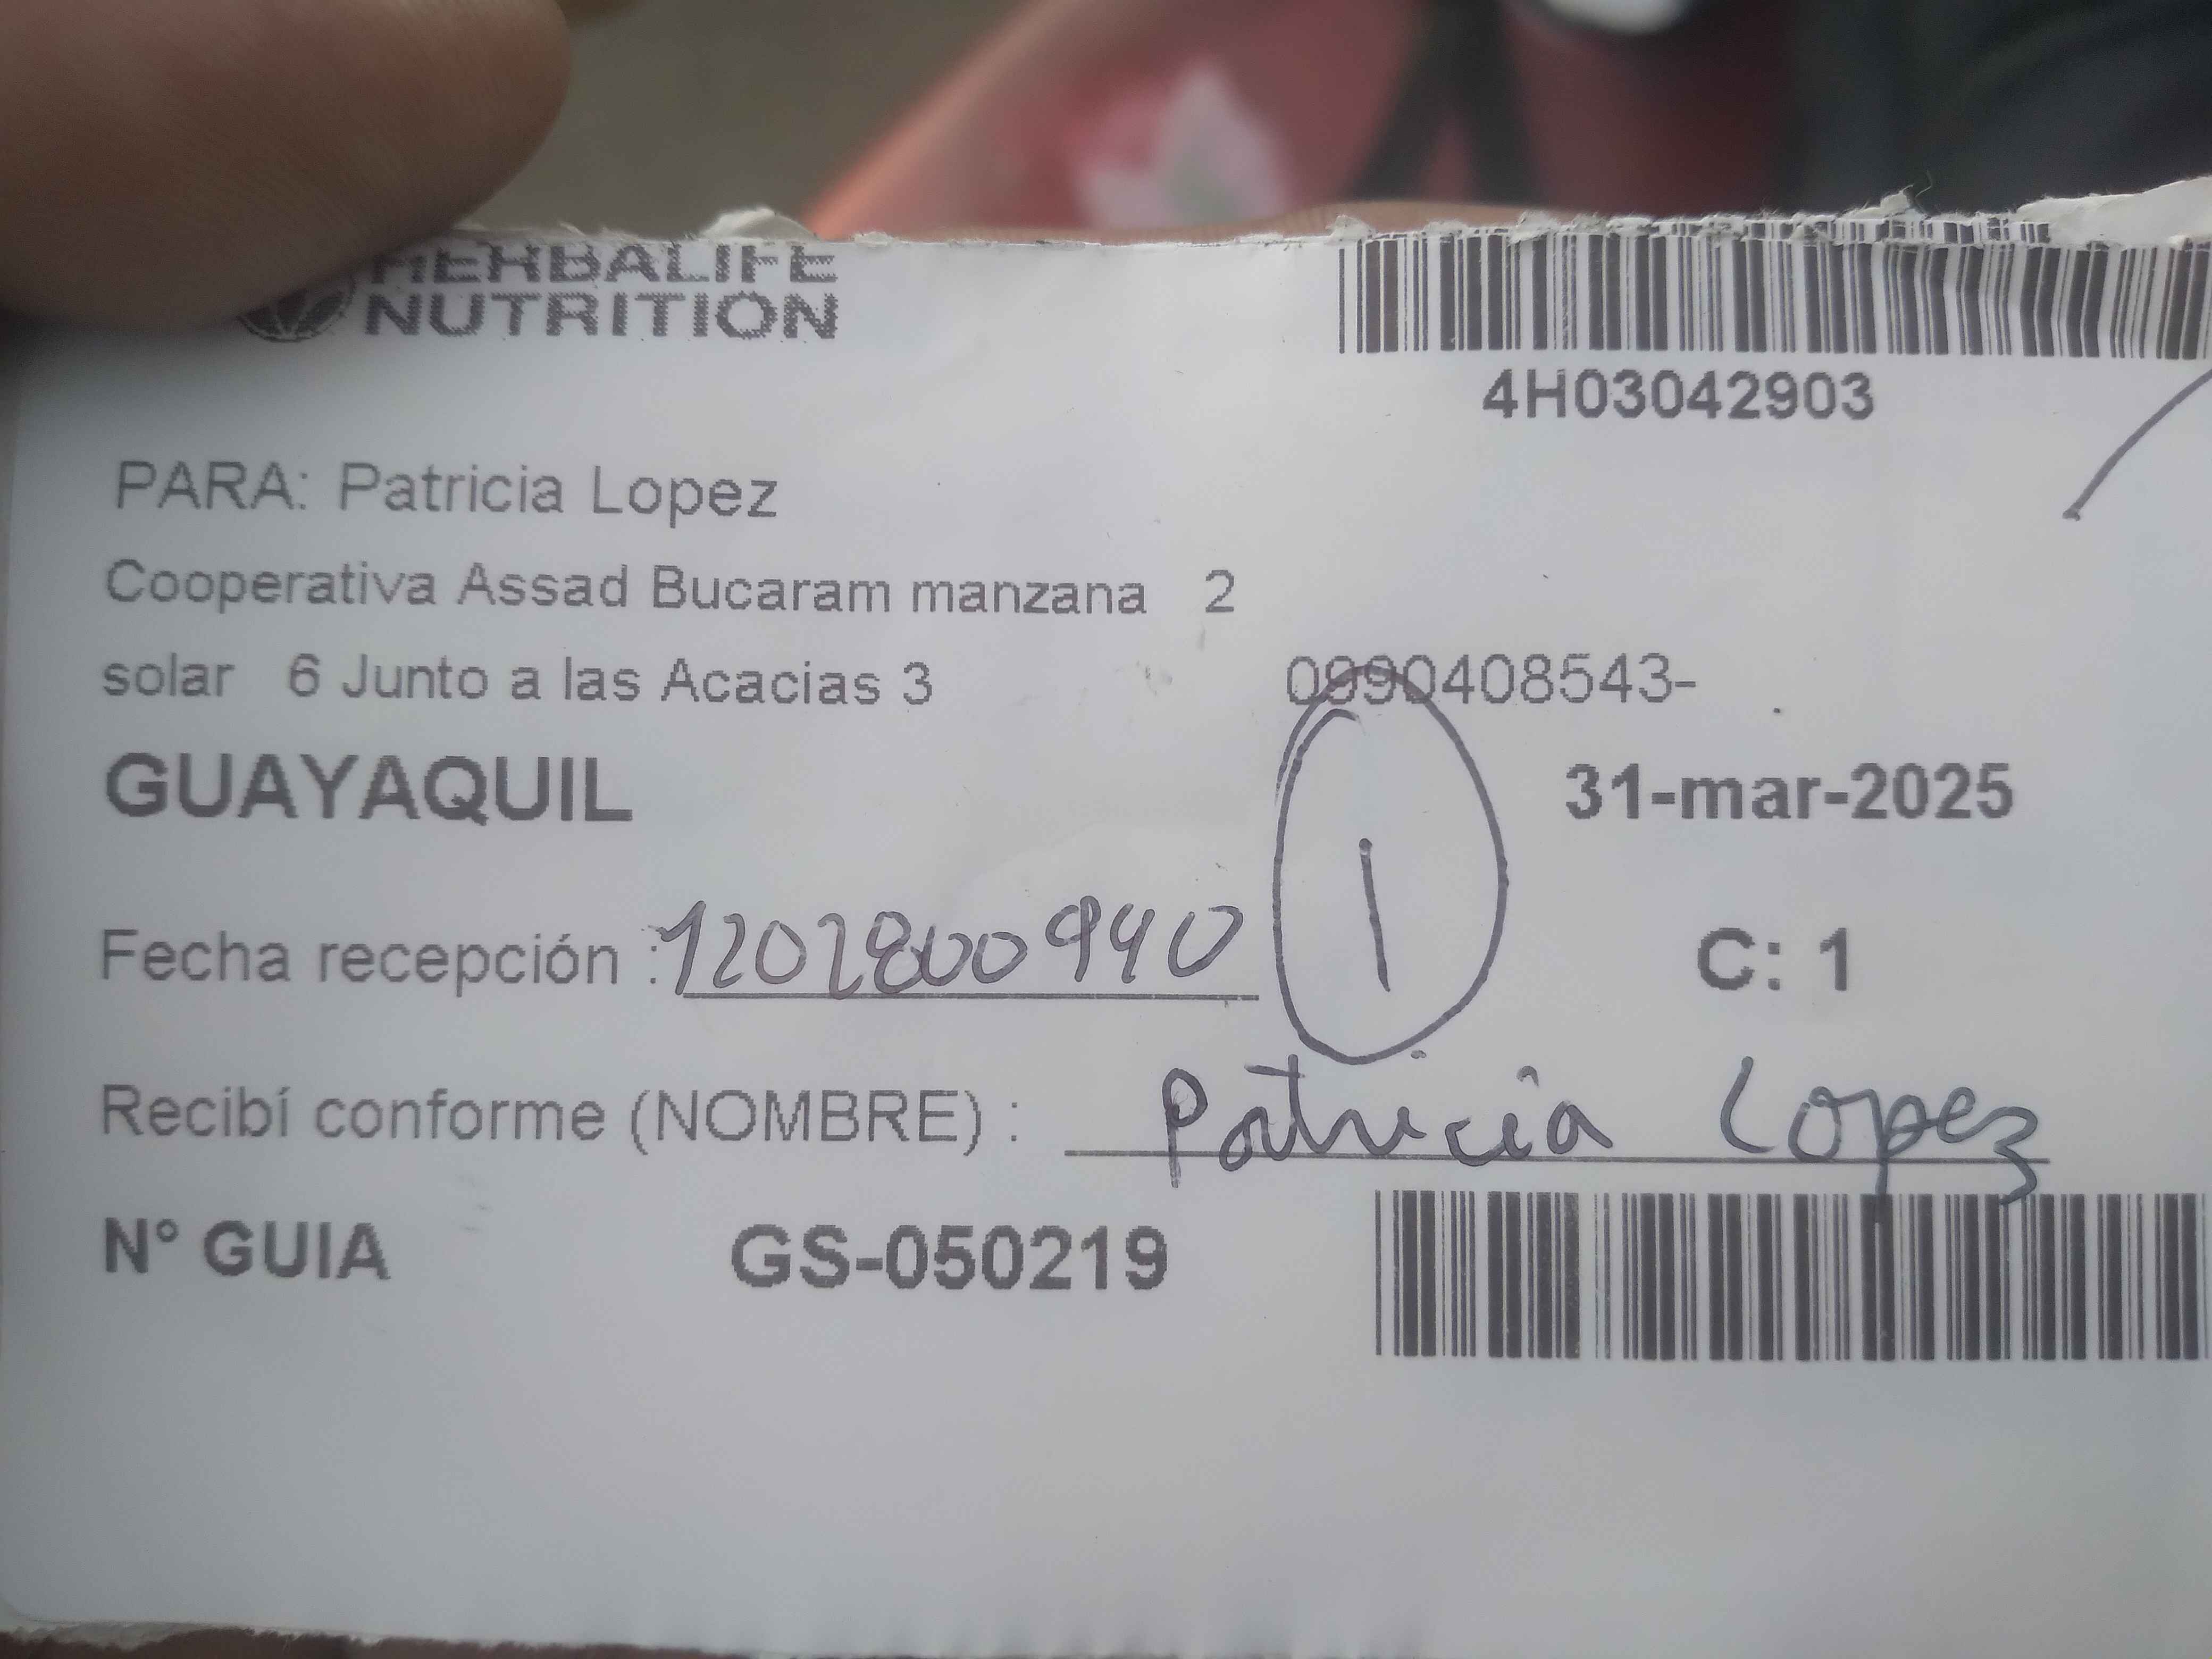 HERBALIFE
NUTRITION
4H03042903
PARA: Patricia Lopez
Cooperativa Assad Bucaram manzana 2
solar 6 Junto a las Acacias 3 0990408543-
GUAYAQUIL 31-mar-2025
1
Fecha recepción : 1202800940 C: 1
Recibí conforme (NOMBRE) : Patricia Lopez
N° GUIA GS-050219